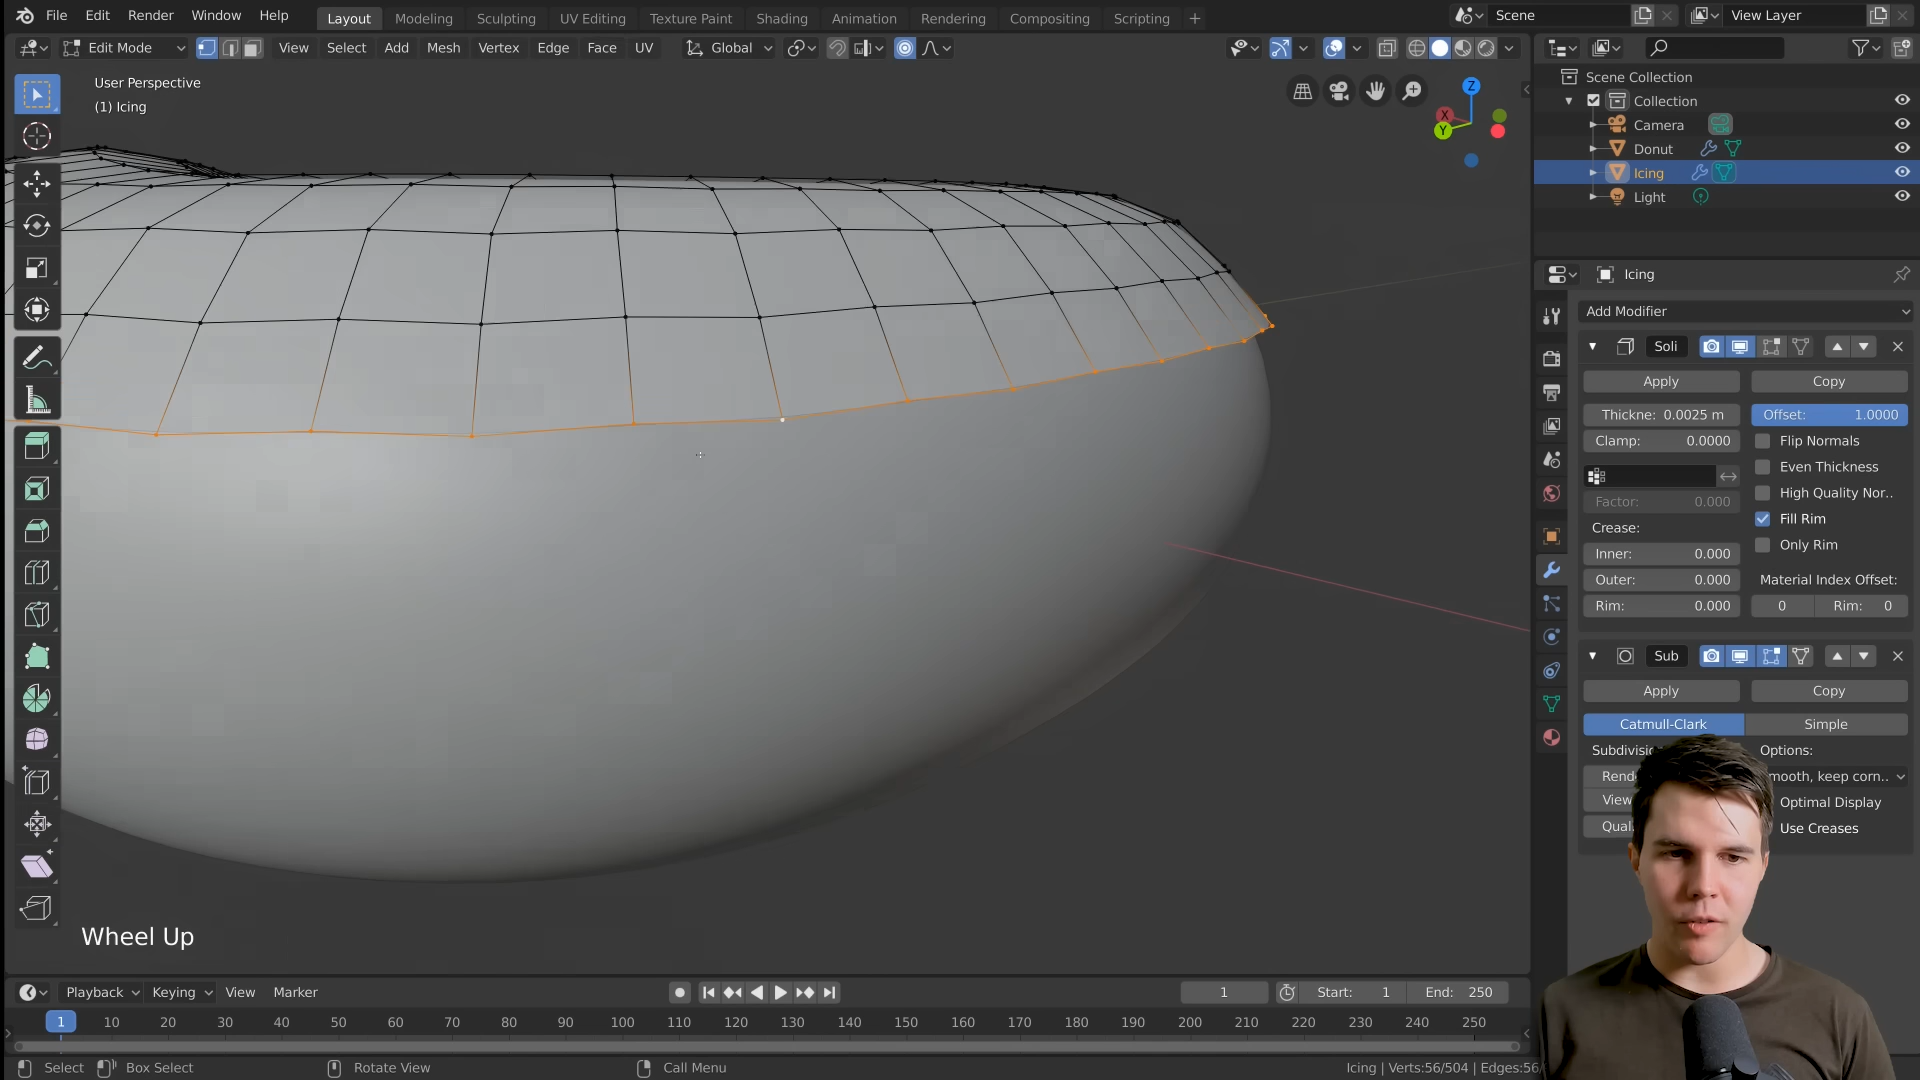 File Edit Render Window Help Layout Modeling Sculpting UV Editing Texture Paint Shading Animation Rendering Compositing Scripting + Scene View Layer
Edit Mode View Select Add Mesh Vertex Edge Face UV Global
User Perspective
(1) Icing
X
Y
Z
Scene Collection
Collection
Camera
Donut
Icing
Light
Icing
Add Modifier
Soli
Apply Copy
Thickne: 0.0025 m Offset: 1.0000
Clamp: 0.0000 Flip Normals
Even Thickness
High Quality Nor..
Factor: 0.000
Crease: Fill Rim
Only Rim
Inner: 0.000
Outer: 0.000 Material Index Offset:
Rim: 0.000 0 Rim: 0
Sub
Apply Copy
Catmull-Clark Simple
Options:
mooth, keep corn..
Optimal Display
Use Creases
Wheel Up
Playback Keying View Marker 1 Start: 1 End: 250
1 10 20 30 40 50 60 70 80 90 100 110 120 130 140 150 160 170 180 190 200 210 220 230 240 250
Select Box Select Rotate View Call Menu Icing | Verts:56/504 | Edges:56/